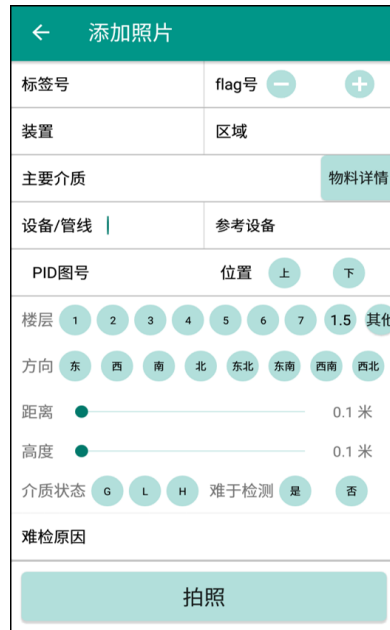 添加照片
标签号 flag号
装置 区域
主要介质 物料详情
设备/管线 参考设备
PID图号 位置 上 下
楼层 1 2 3 4 5 6 7 1.5 其他
方向 东 西 南 北 东北 东南 西南 西北
距离 0.1 米
高度 0.1 米
介质状态 G L H 难于检测 是 否
难检原因
拍照